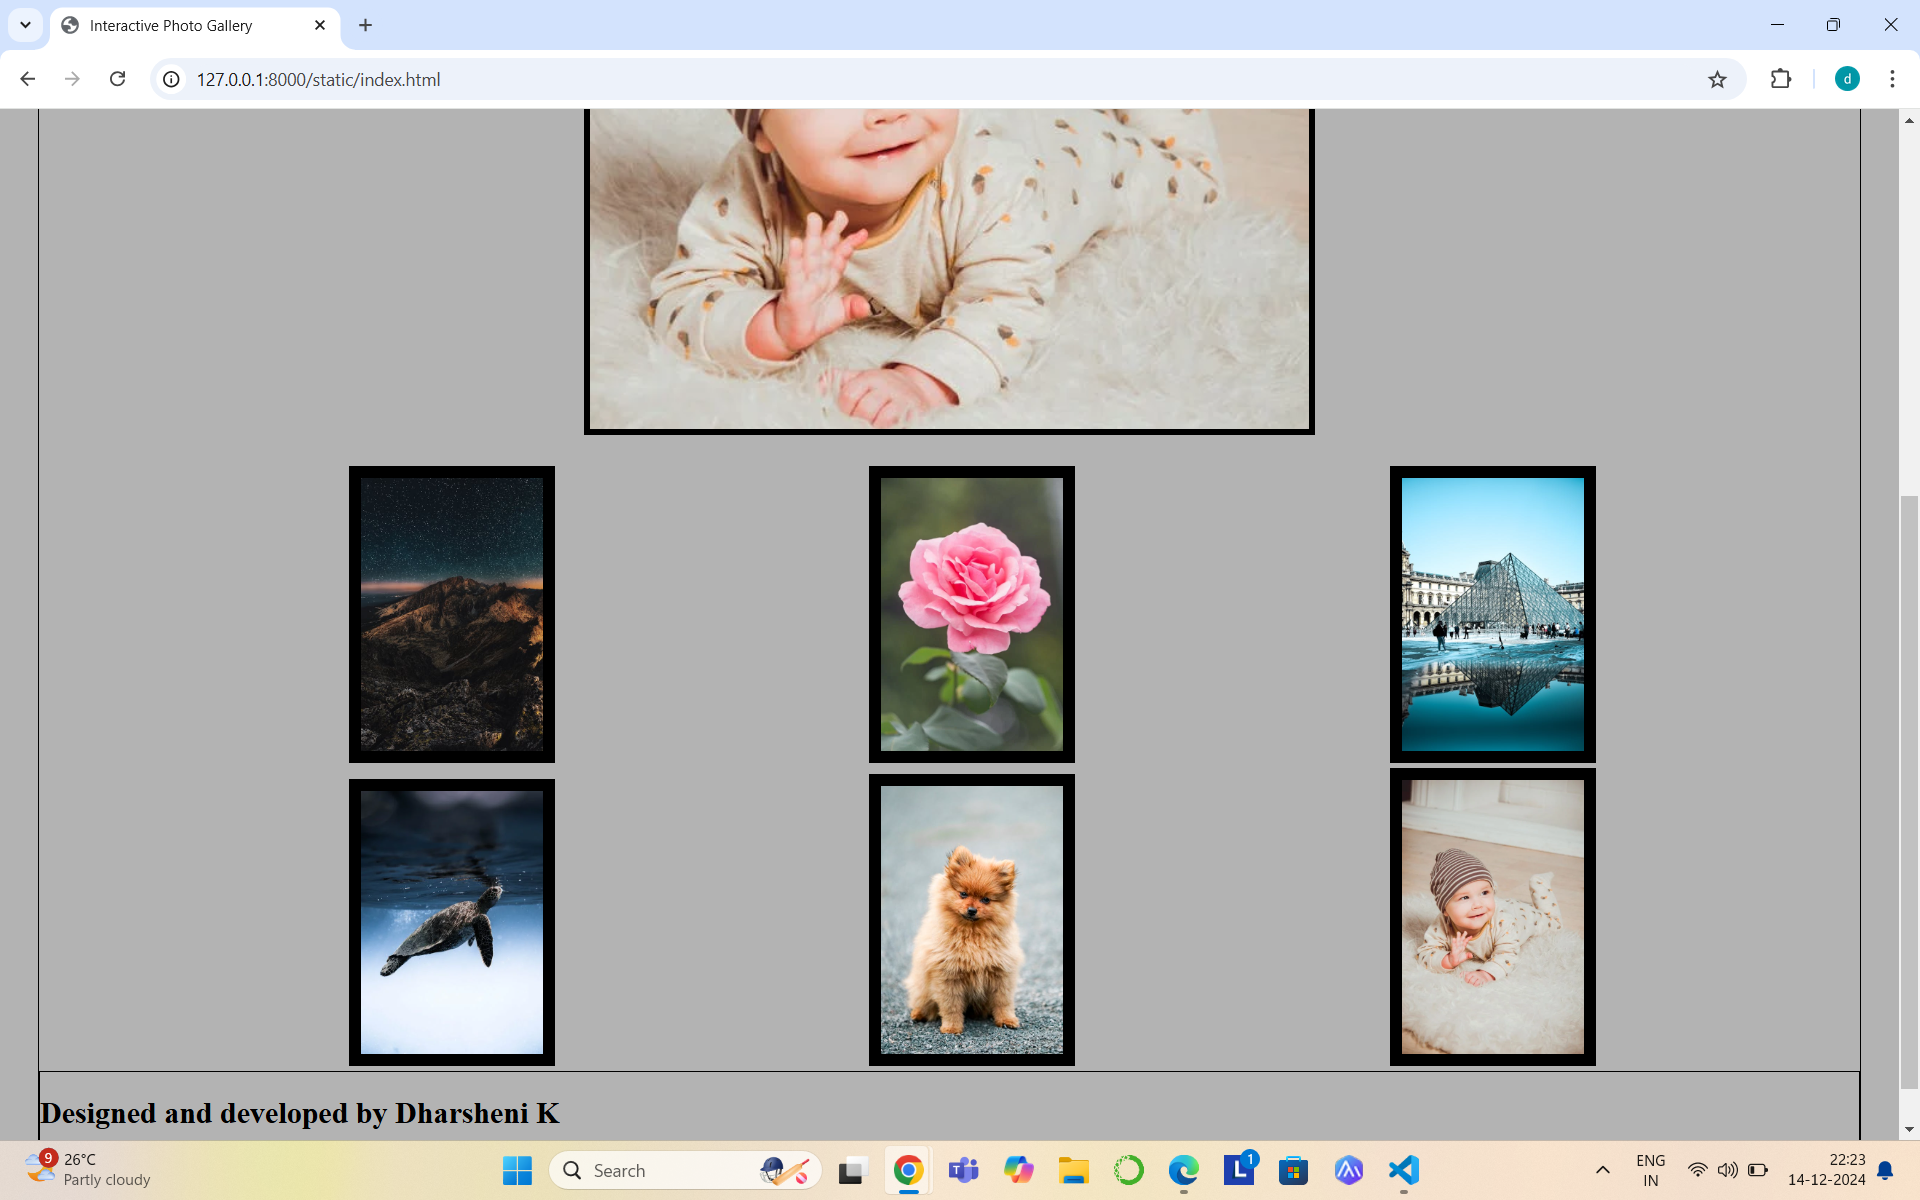 Interactive Photo Gallery
127.0.0.1:8000/static/index.html
d
Designed and developed by Dharsheni K
9
26°C
Partly cloudy
Search
L
1
ENG
IN
22:23
14-12-2024